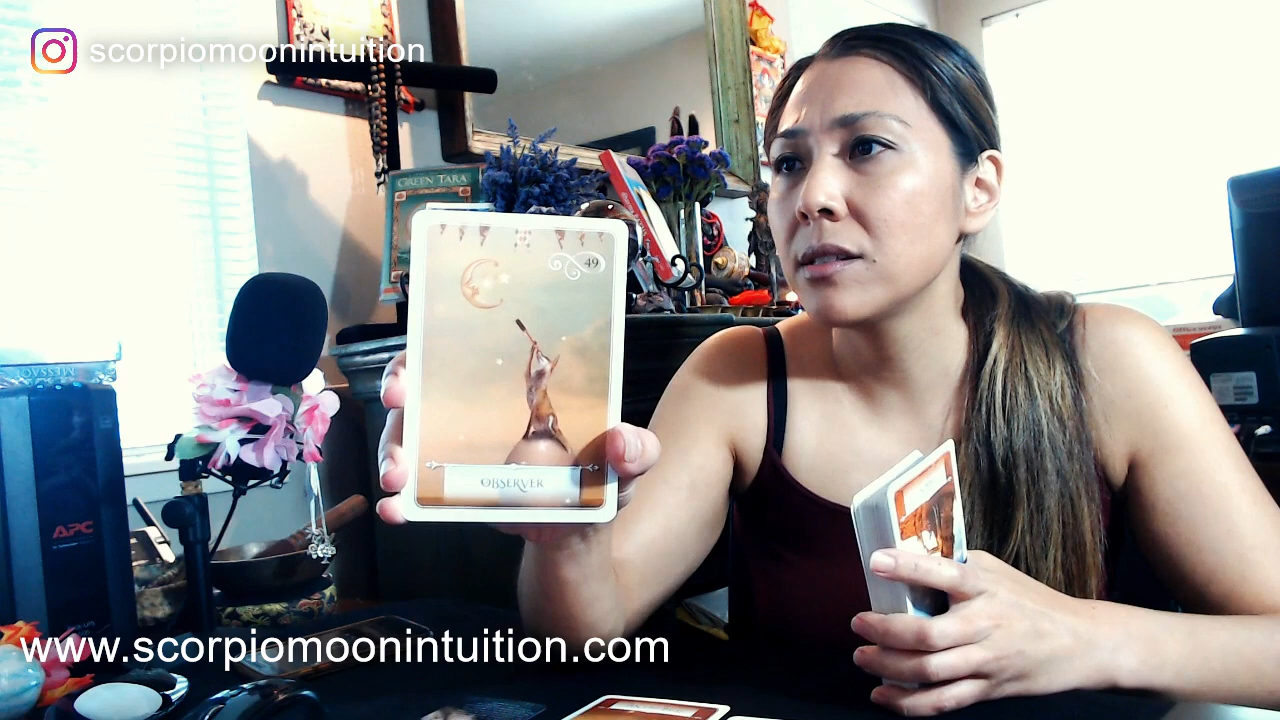 scorpiomoonintuition
GREEN TARA
49
OBSERVER
APC
www.scorpiomoonintuition.com